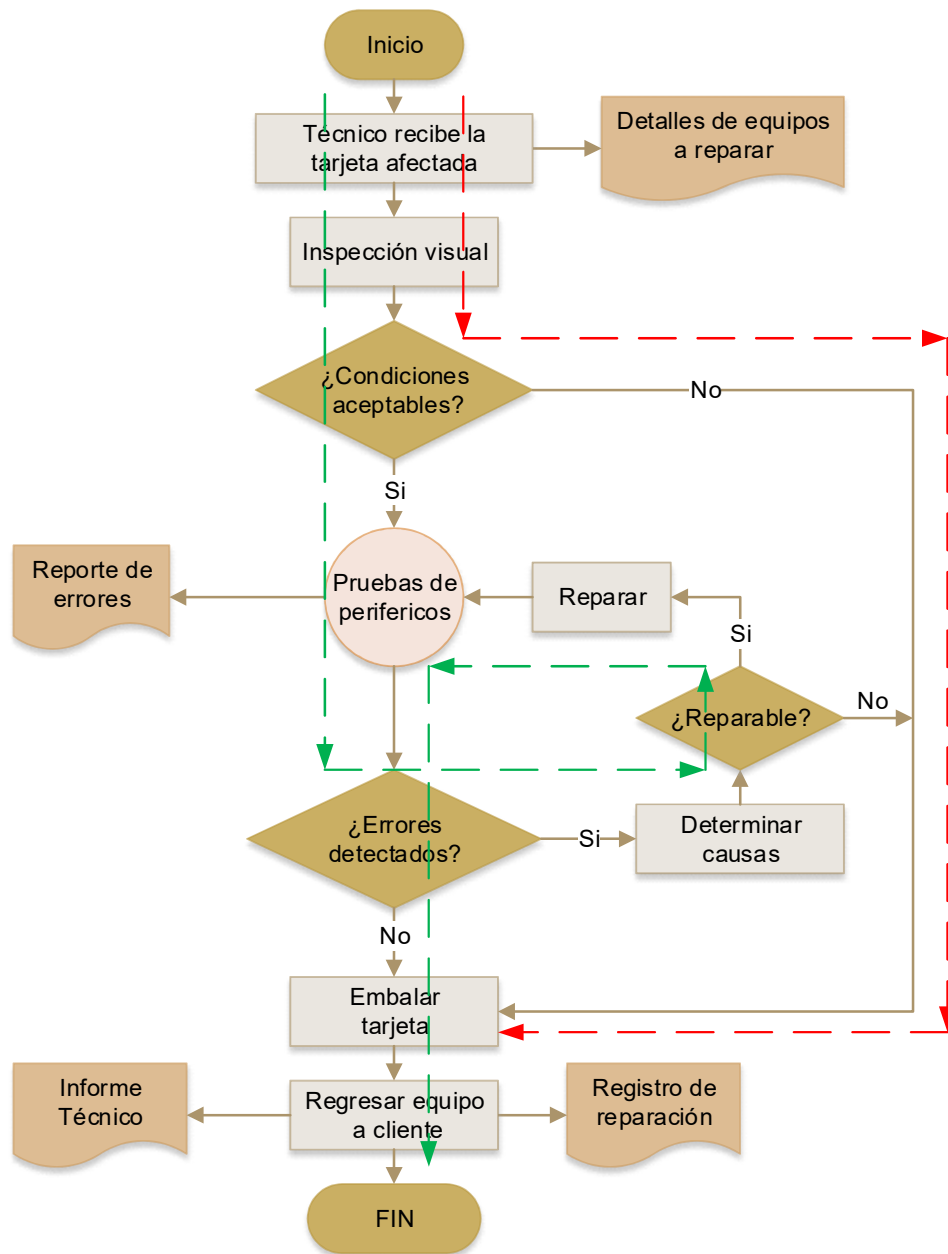 Inicio
Técnico recibe la
tarjeta afectada
Detalles de equipos
a reparar
Inspección visual
¿Condiciones
aceptables?
No
Si
Reporte de
errores
Pruebas de
perifericos
Reparar
Si
¿Reparable?
No
¿Errores
detectados?
Si
Determinar
causas
No
Embalar
tarjeta
Informe
Técnico
Regresar equipo
a cliente
Registro de
reparación
FIN